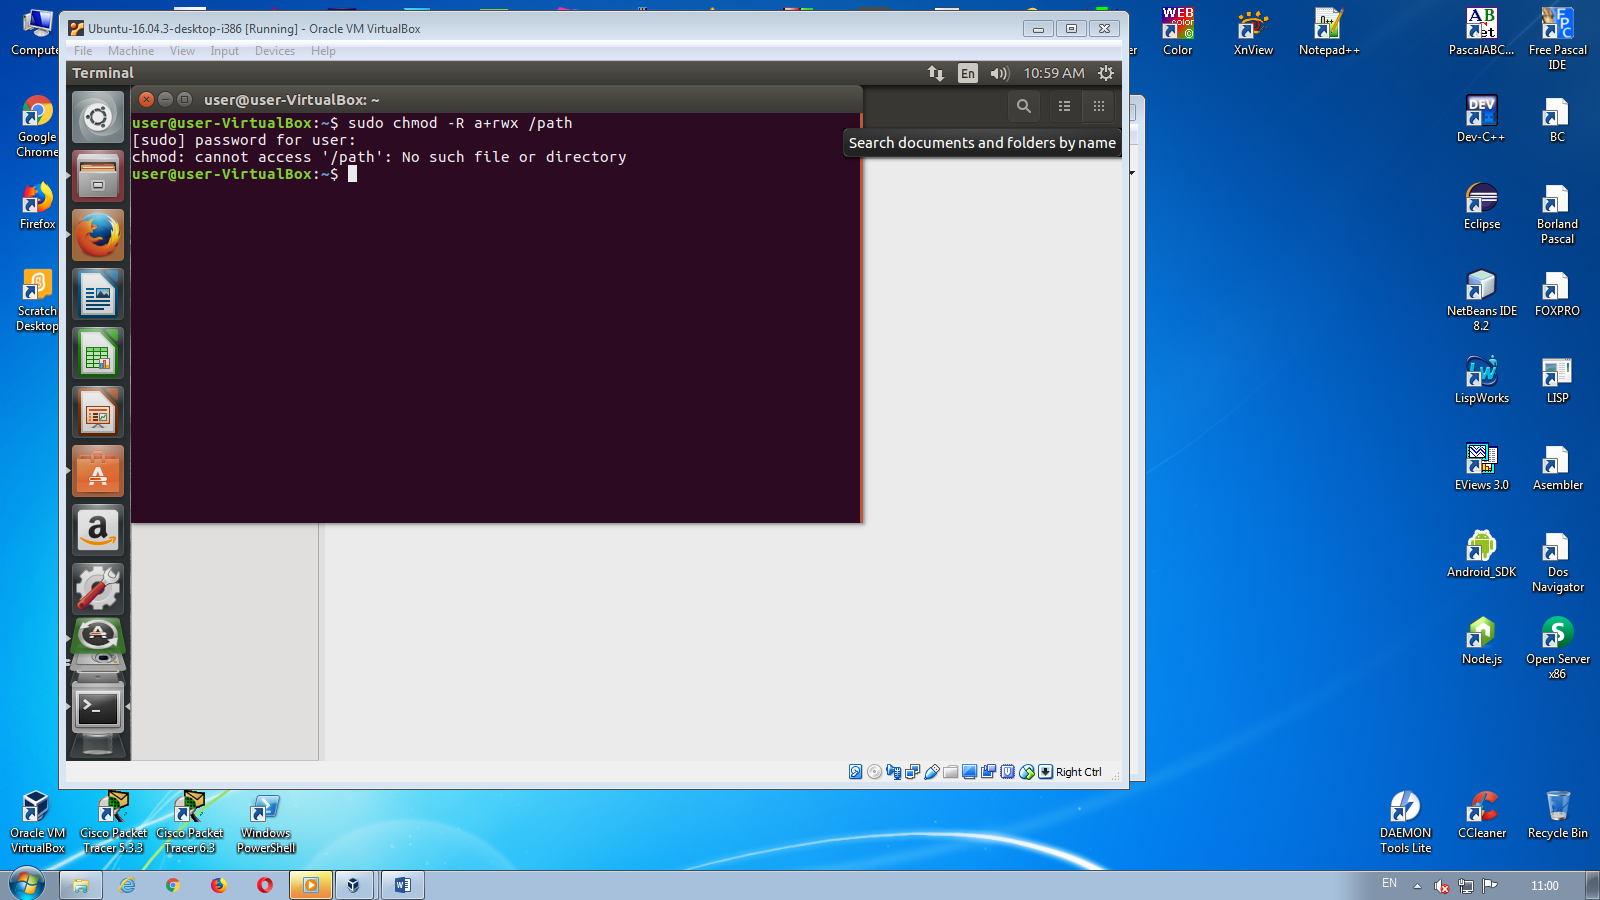 Ubuntu-16.04.3-desktop-i386 [Running] - Oracle VM VirtualBox
File Machine View Input Devices Help
Terminal
En
10:59 AM
user@user-VirtualBox: ~
user@user-VirtualBox:~$ sudo chmod -R a+rwx /path
[sudo] password for user:
chmod: cannot access '/path': No such file or directory
user@user-VirtualBox:~$
Search documents and folders by name
Right Ctrl
Compute
Google
Chrome
Firefox
Scratch
Desktop
er
WEB
color
Color
XnView
Notepad++
PascalABC...
Free Pascal
IDE
DEV
Dev-C++
BC
Eclipse
Borland
Pascal
NetBeans IDE
8.2
FOXPRO
LispWorks
LISP
EViews 3.0
Asembler
Android_SDK
Dos
Navigator
Node.js
Open Server
x86
Oracle VM
VirtualBox
Cisco Packet
Tracer 5.3.3
Cisco Packet
Tracer 6.3
Windows
PowerShell
DAEMON
Tools Lite
CCleaner
Recycle Bin
EN
11:00